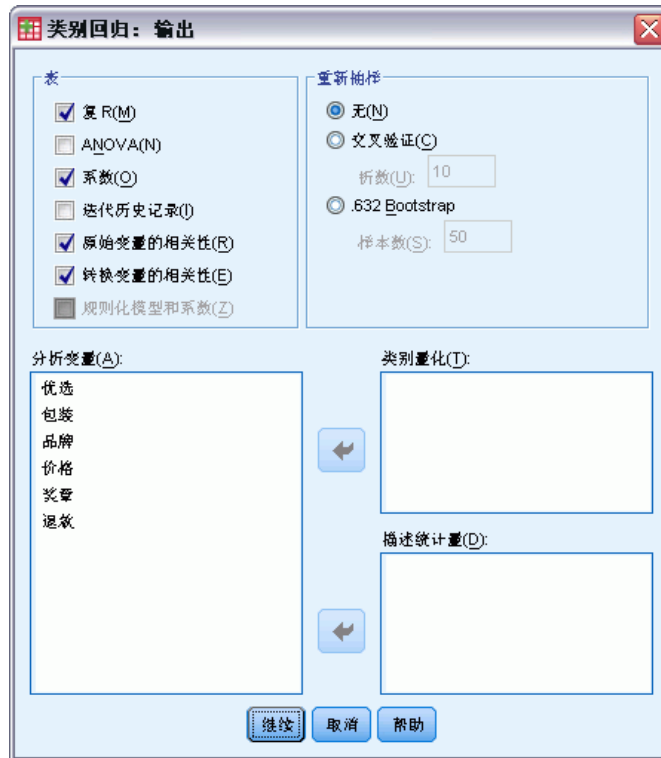 类别回归：输出
表
复 R(M)
ANOVA(N)
系数(O)
迭代历史记录(I)
原始变量的相关性(R)
转换变量的相关性(E)
规则化模型和系数(Z)
重新抽样
无(N)
交叉验证(C)
折数(U): 10
.632 Bootstrap
样本数(S): 50
分析变量(A):
优选
包装
品牌
价格
奖章
退款
类别量化(T):
描述统计量(D):
继续 取消 帮助